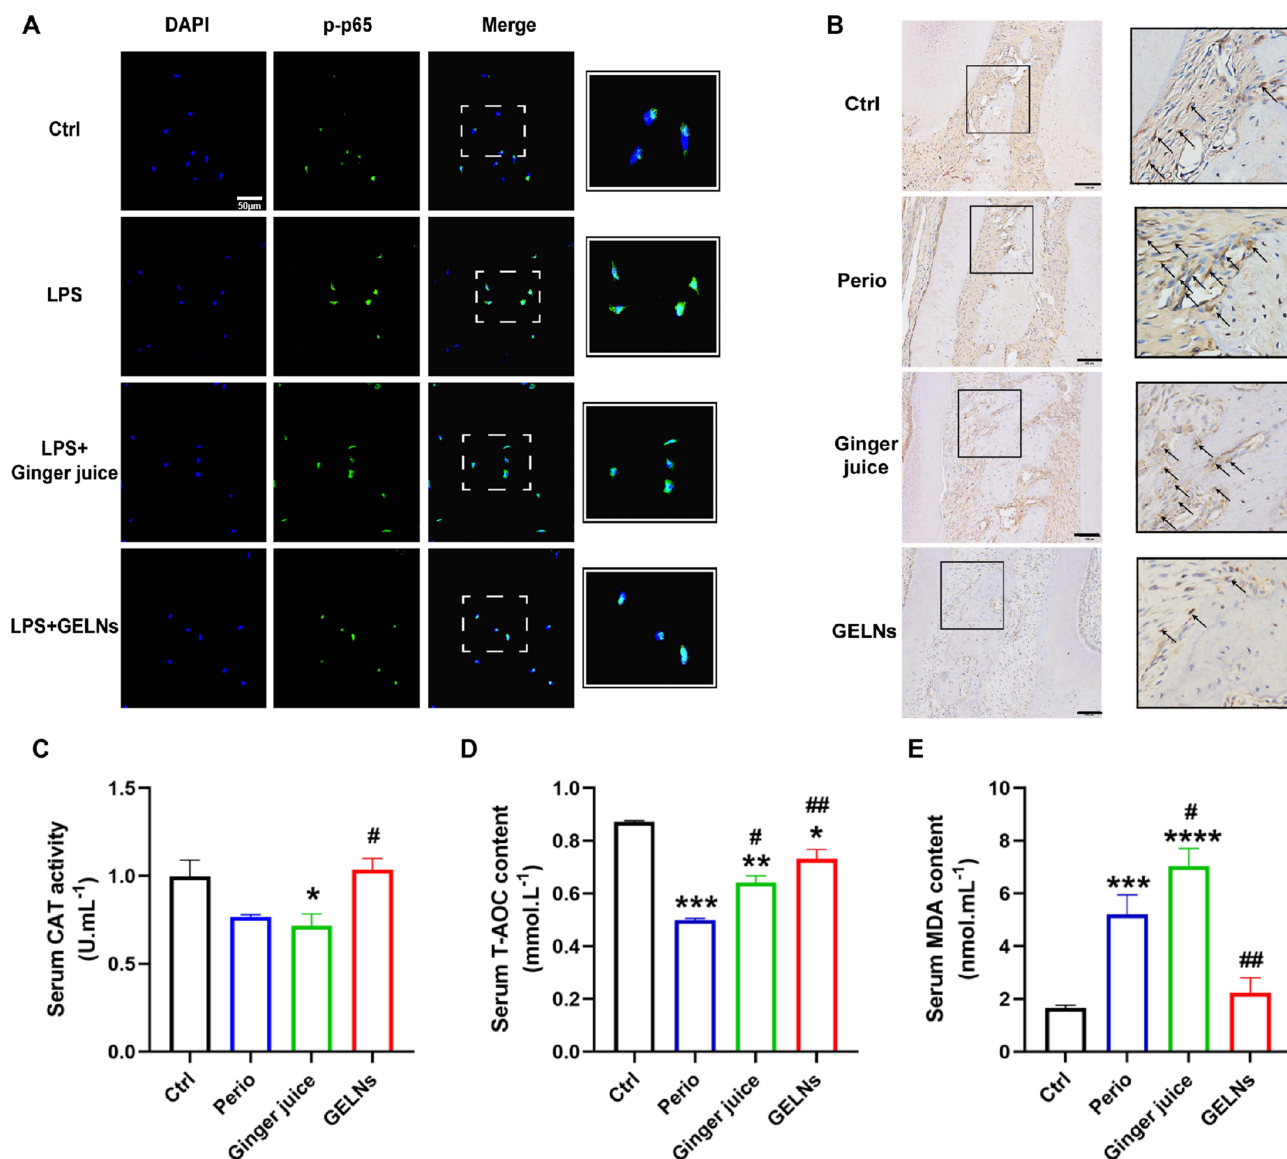 A
DAPI
p-p65
Merge
Ctrl
50μm
LPS
LPS+
Ginger juice
LPS+GELNs
B
Ctrl
Perio
Ginger
juice
GELNs
C
Serum CAT activity
(U.mL⁻¹)
1.5
1.0
0.5
0.0
*
#
Ctrl
Perio
Ginger juice
GELNs
D
Serum T-AOC content
(mmol.L⁻¹)
1.0
0.8
0.6
0.4
0.2
0.0
***
#
**
##
*
Ctrl
Perio
Ginger juice
GELNs
E
Serum MDA content
(nmol.mL⁻¹)
10
8
6
4
2
0
***
#
****
##
Ctrl
Perio
Ginger juice
GELNs